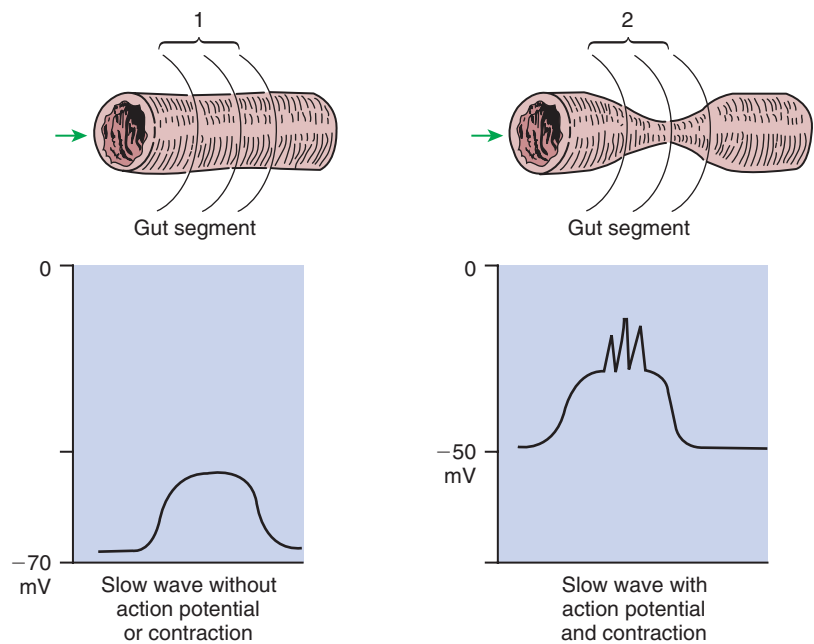 1
Gut segment
0
−70
mV
Slow wave without
action potential
or contraction
2
Gut segment
0
−50
mV
Slow wave with
action potential
and contraction